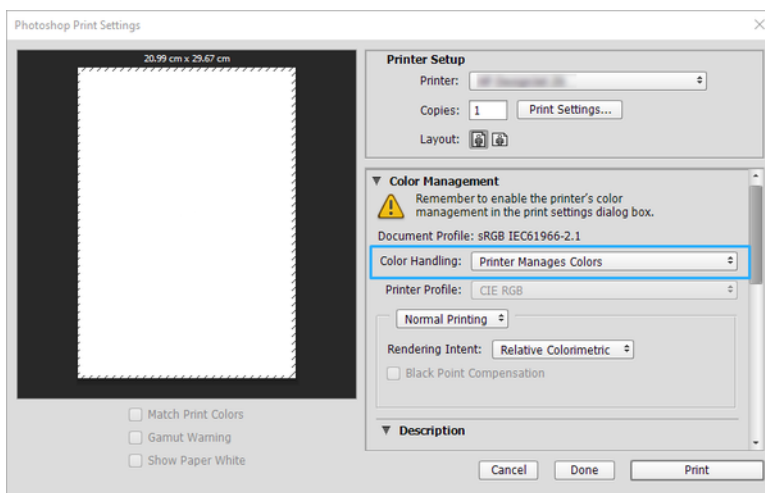 Photoshop Print Settings
20.99 cm x 29.67 cm
Match Print Colors
Gamut Warning
Show Paper White
Printer Setup
Printer:
Copies: 1 Print Settings...
Layout:
Color Management
Remember to enable the printer's color
management in the print settings dialog box.
Document Profile: sRGB IEC61966-2.1
Color Handling: Printer Manages Colors
Printer Profile: CIE RGB
Normal Printing
Rendering Intent: Relative Colorimetric
Black Point Compensation
Description
Cancel Done Print